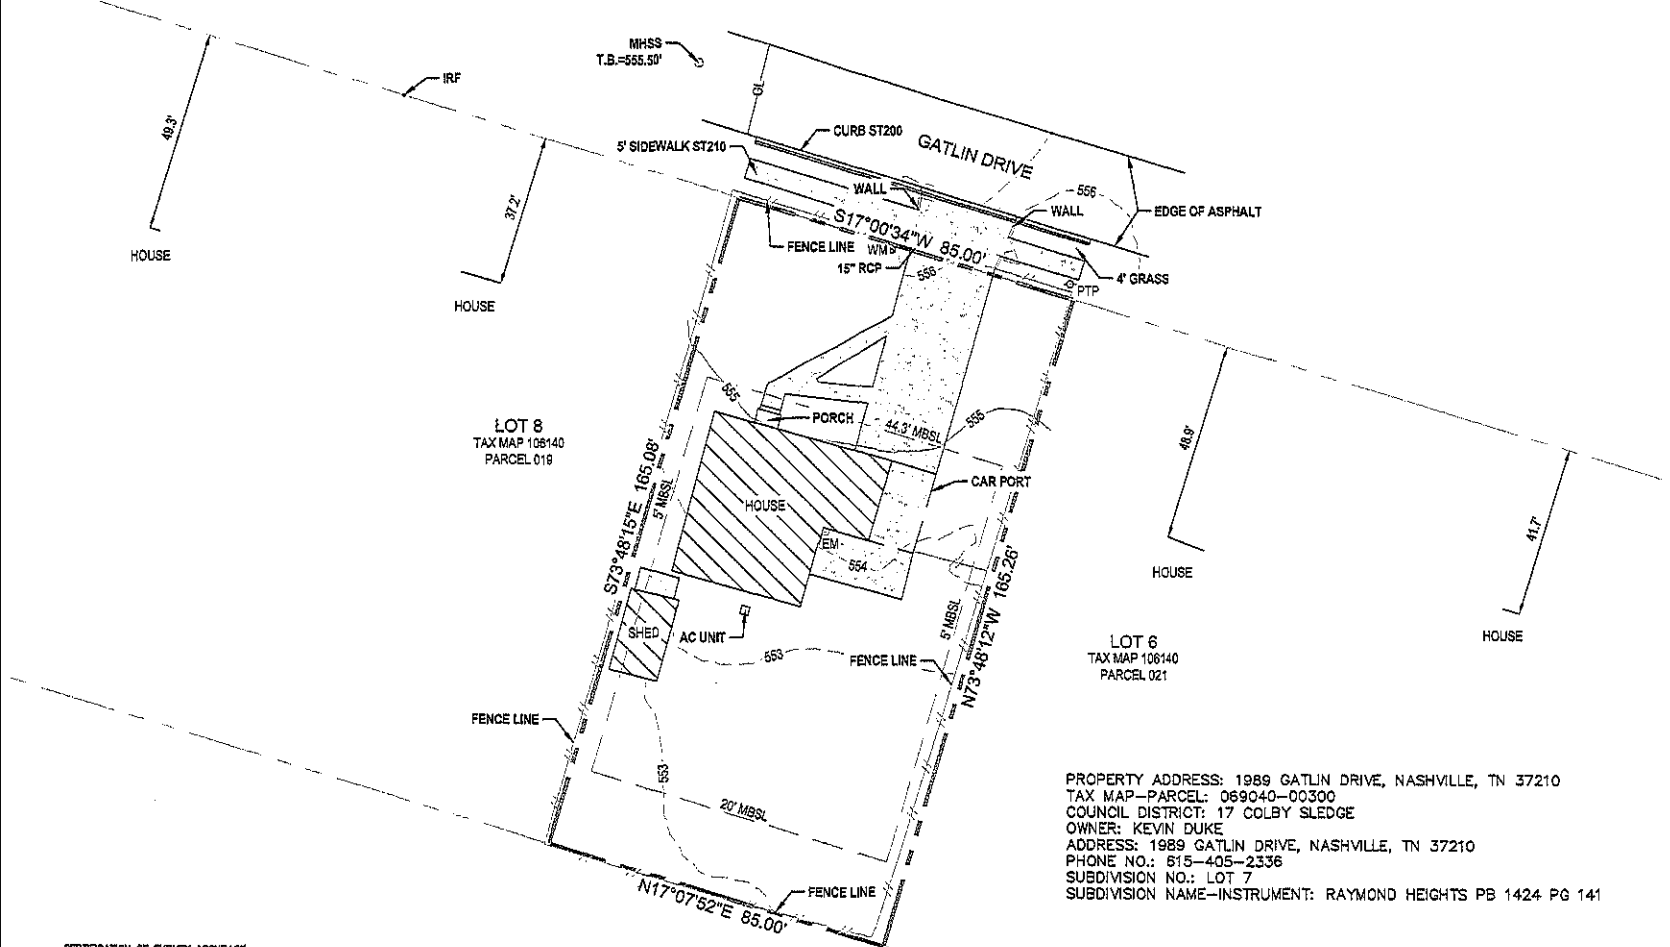 MHSS
T.B.=555.50'
IRF
49.3'
37.2'
HOUSE
HOUSE
GL
CURB ST200
5' SIDEWALK ST210
GATLIN DRIVE
WALL
WALL
556
EDGE OF ASPHALT
S17°00'34"W 85.00'
FENCE LINE
WM
15" RCP
556
4' GRASS
PTP
555
LOT 8
TAX MAP 106140
PARCEL 019
PORCH
44.3' MBSL
555
CAR PORT
S73°48'15"E 165.08'
5' MBSL
HOUSE
EM
554
48.9'
41.7'
HOUSE
HOUSE
SHED
AC UNIT
553
FENCE LINE
5' MBSL
N73°48'12"W 165.26'
LOT 6
TAX MAP 106140
PARCEL 021
FENCE LINE
553
20' MBSL
N17°07'52"E 85.00'
FENCE LINE
PROPERTY ADDRESS: 1989 GATLIN DRIVE, NASHVILLE, TN 37210
TAX MAP-PARCEL: 069040-00300
COUNCIL DISTRICT: 17 COLBY SLEDGE
OWNER: KEVIN DUKE
ADDRESS: 1989 GATLIN DRIVE, NASHVILLE, TN 37210
PHONE NO.: 615-405-2336
SUBDIVISION NO.: LOT 7
SUBDIVISION NAME-INSTRUMENT: RAYMOND HEIGHTS PB 1424 PG 141